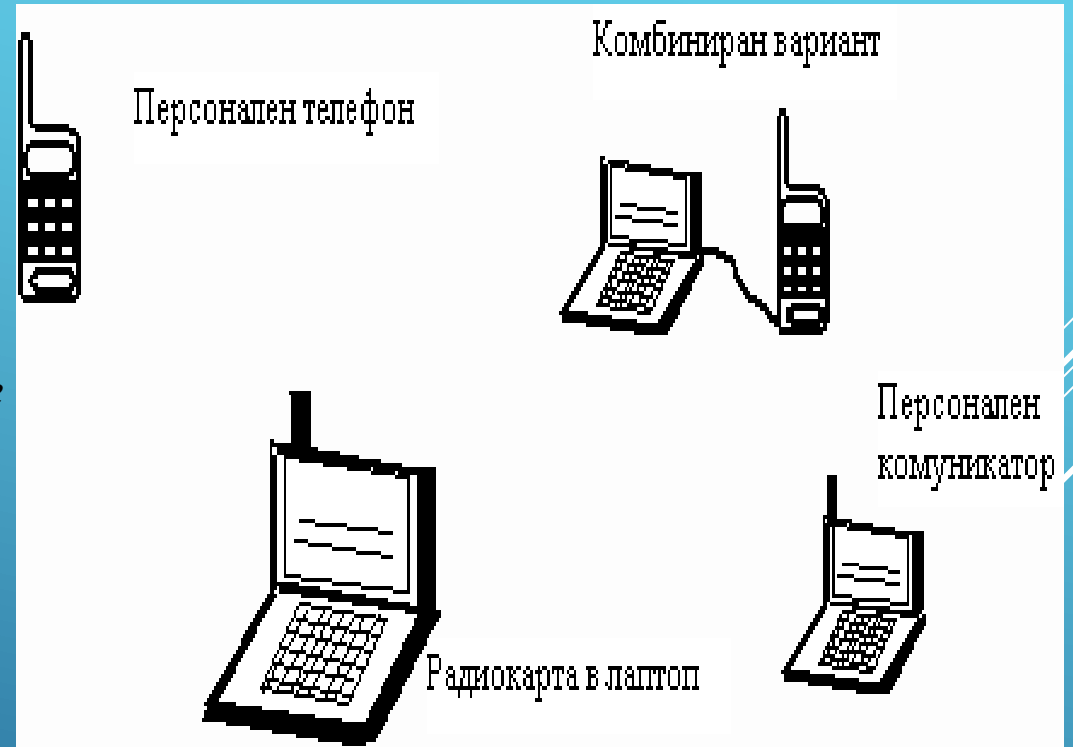 Комбиниран вариант
Персонален телефон
Персонален
комуникатор
Радиокарта в лаптоп